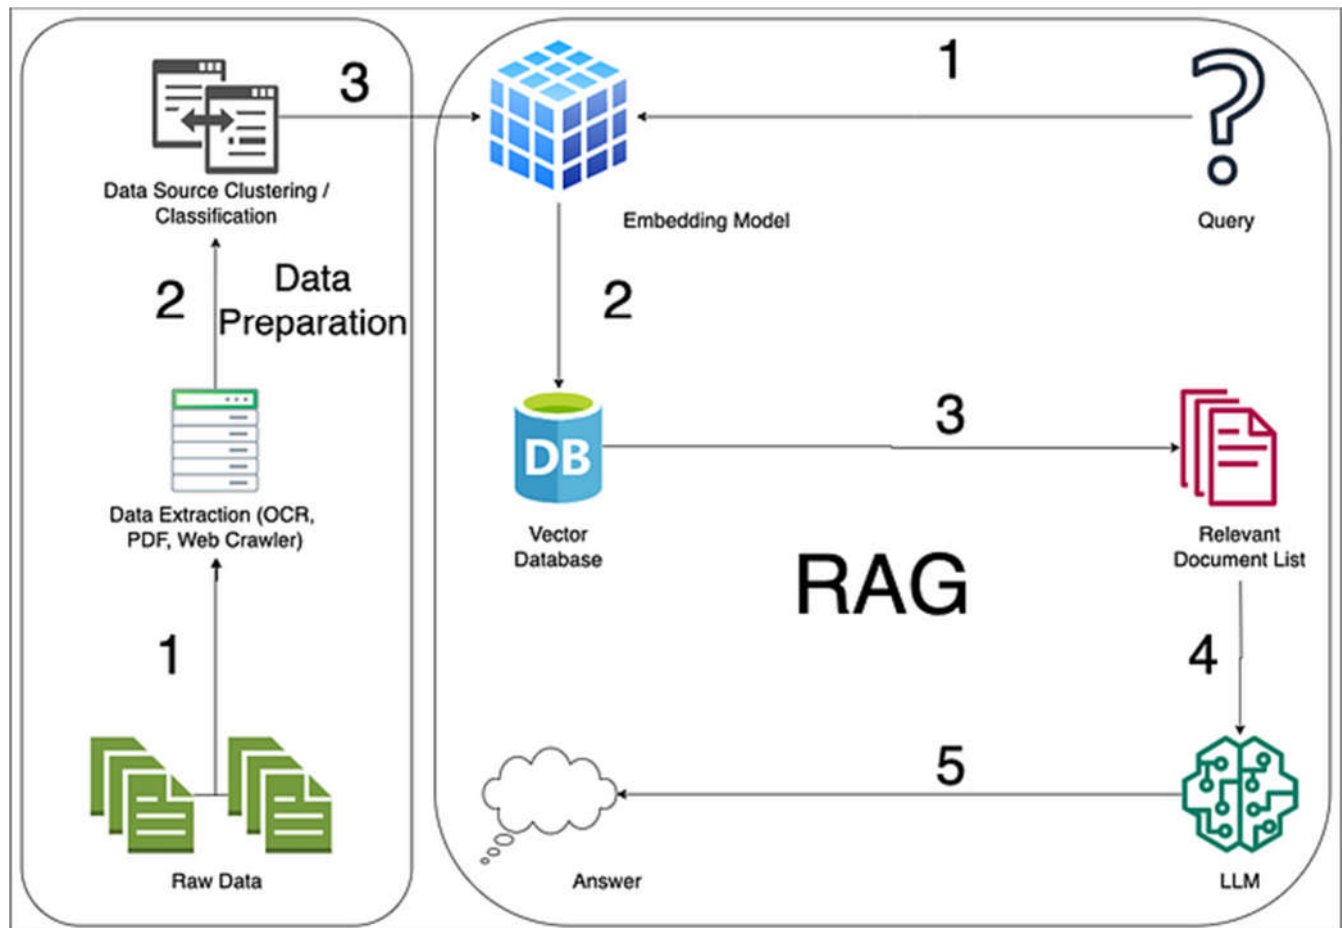 3
Data Source Clustering /
Classification
2
Data
Preparation
Data Extraction (OCR,
PDF, Web Crawler)
1
Raw Data
1
Embedding Model
Query
2
DB
Vector
Database
3
Relevant
Document List
RAG
4
5
Answer
LLM